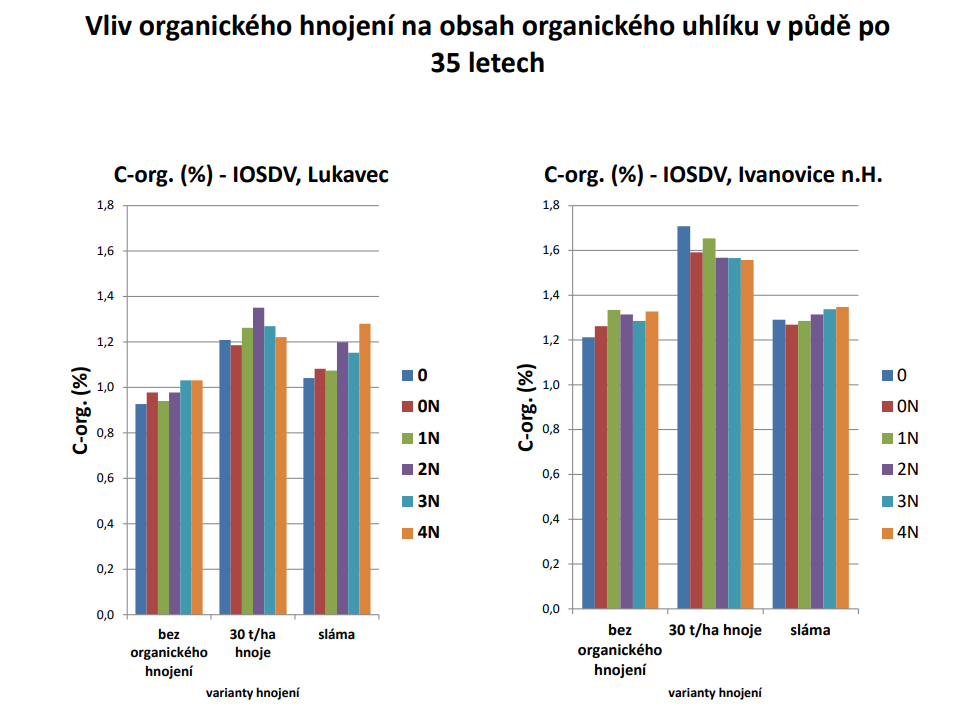 Vliv organického hnojení na obsah organického uhlíku v půdě po
35 letech
C-org. (%) - IOSDV, Lukavec
1,8
1,6
1,4
1,2
1,0
0,8
0,6
0,4
0,2
0,0
C-org. (%)
bez
organického
hnojení
30 t/ha
hnoje
sláma
varianty hnojení
0
0N
1N
2N
3N
4N
C-org. (%) - IOSDV, Ivanovice n.H.
1,8
1,6
1,4
1,2
1,0
0,8
0,6
0,4
0,2
0,0
C-org. (%)
bez
organického
hnojení
30 t/ha hnoje
sláma
varianty hnojení
0
0N
1N
2N
3N
4N